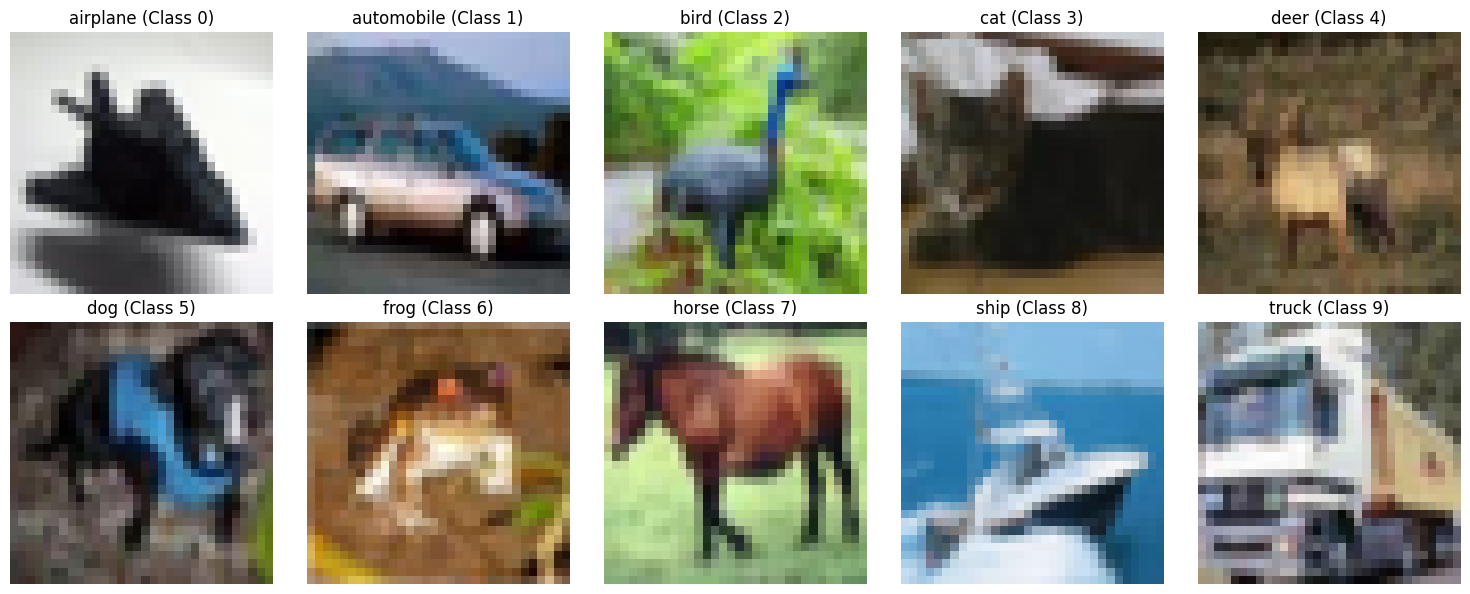 airplane (Class 0)
automobile (Class 1)
bird (Class 2)
cat (Class 3)
deer (Class 4)
dog (Class 5)
frog (Class 6)
horse (Class 7)
ship (Class 8)
truck (Class 9)